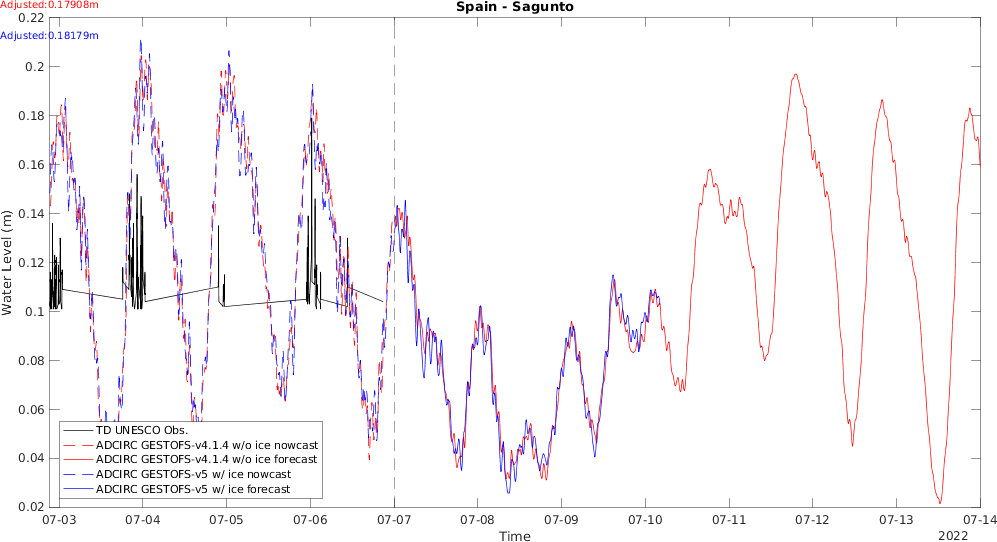 Adjusted:0.17908m
Spain - Sagunto
Adjusted:0.18179m
0.22
0.2
0.18
0.16
0.14
0.12
0.1
0.08
0.06
0.04
0.02
Water Level (m)
TD UNESCO Obs.
ADCIRC GESTOFS-v4.1.4 w/o ice nowcast
ADCIRC GESTOFS-v4.1.4 w/o ice forecast
ADCIRC GESTOFS-v5 w/ ice nowcast
ADCIRC GESTOFS-v5 w/ ice forecast
07-03 07-04 07-05 07-06 07-07 07-08 07-09 07-10 07-11 07-12 07-13 07-14
Time
2022